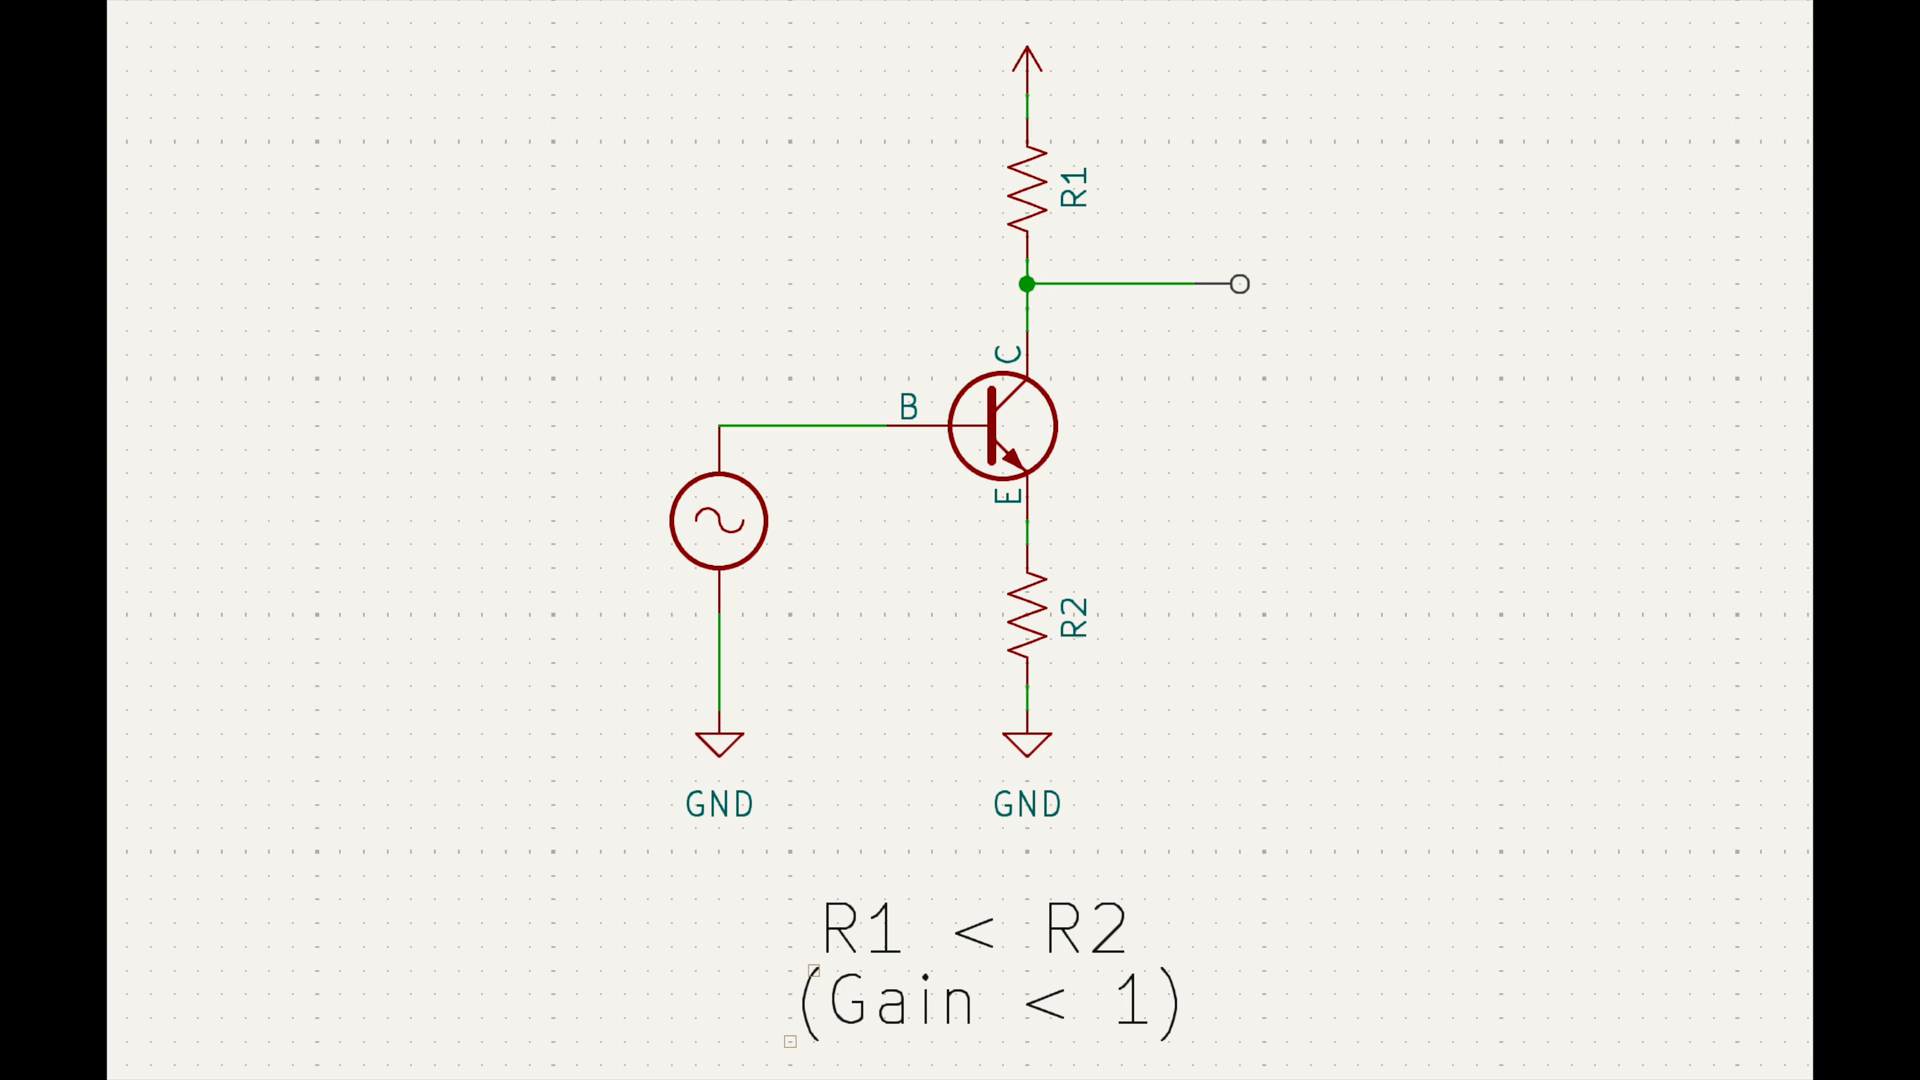 R1
C
B
E
R2
GND
GND
R1 < R2
(Gain < 1)